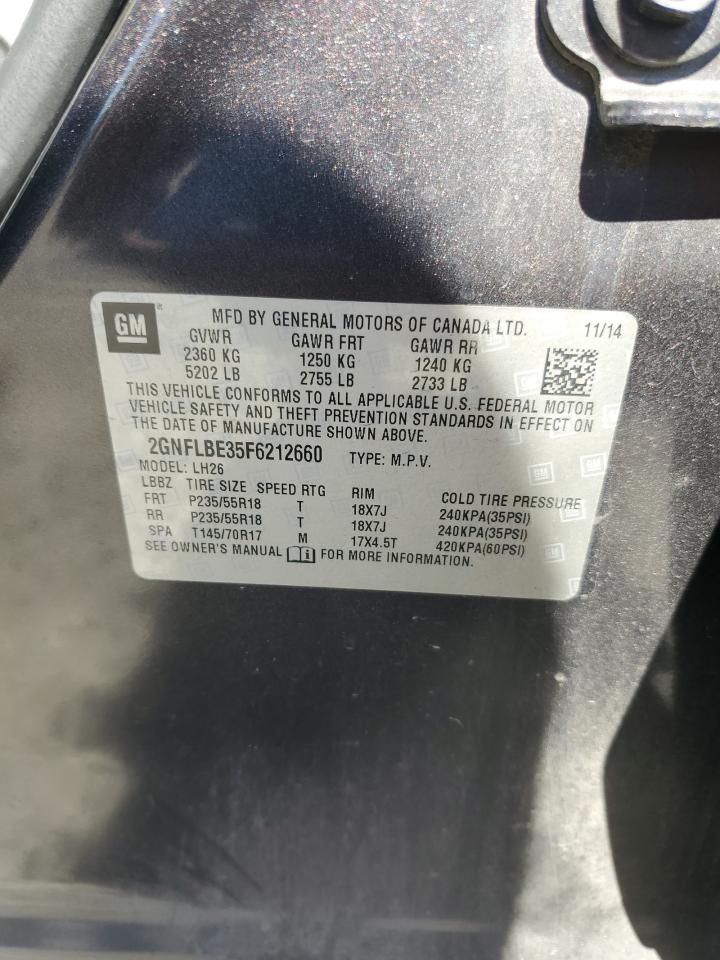 GM ® MFD BY GENERAL MOTORS OF CANADA LTD. 11/14
GVWR GAWR FRT GAWR RR
2360 KG 1250 KG 1240 KG
5202 LB 2755 LB 2733 LB
THIS VEHICLE CONFORMS TO ALL APPLICABLE U.S. FEDERAL MOTOR
VEHICLE SAFETY AND THEFT PREVENTION STANDARDS IN EFFECT ON
THE DATE OF MANUFACTURE SHOWN ABOVE.
2GNFLBE35F6212660 TYPE: M.P.V.
MODEL: LH26
LBBZ TIRE SIZE SPEED RTG RIM COLD TIRE PRESSURE
FRT P235/55R18 T 18X7J 240KPA(35PSI)
RR P235/55R18 T 18X7J 240KPA(35PSI)
SPA T145/70R17 M 17X4.5T 420KPA(60PSI)
SEE OWNER'S MANUAL FOR MORE INFORMATION.